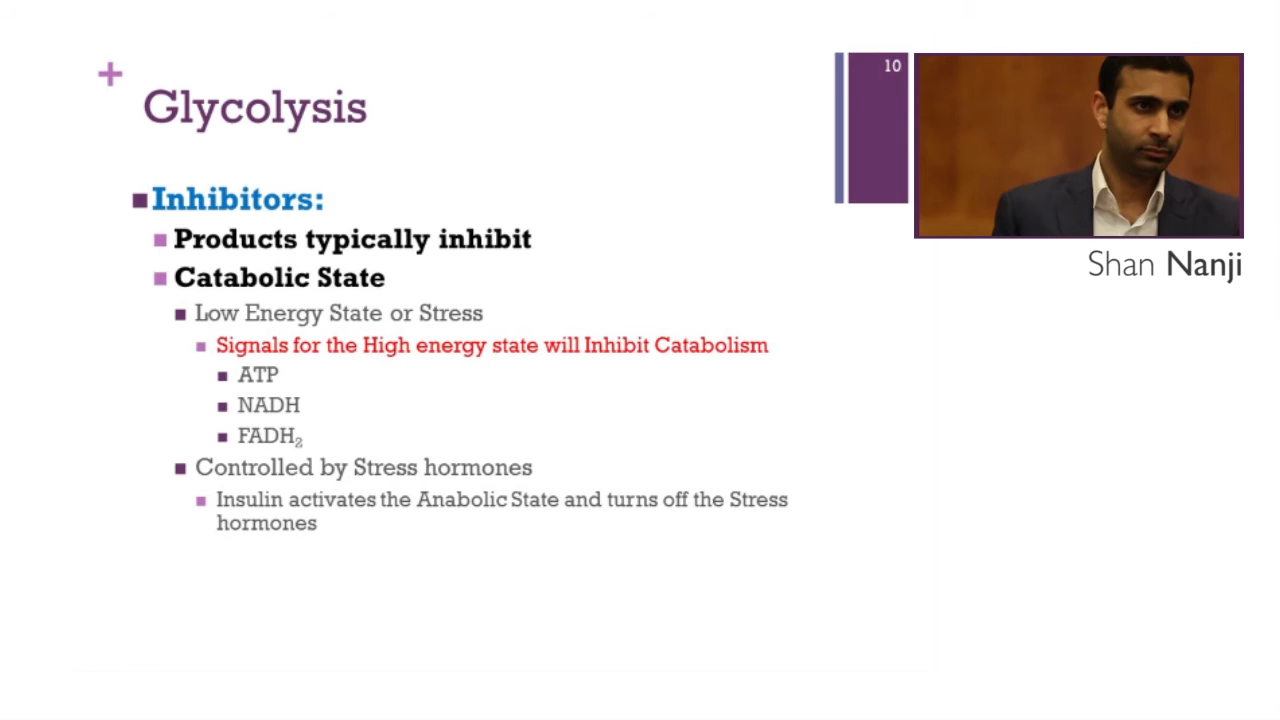 +
Glycolysis
10
Inhibitors:
Products typically inhibit
Catabolic State
Low Energy State or Stress
Signals for the High energy state will Inhibit Catabolism
ATP
NADH
FADH₂
Controlled by Stress hormones
Insulin activates the Anabolic State and turns off the Stress
hormones
Shan Nanji